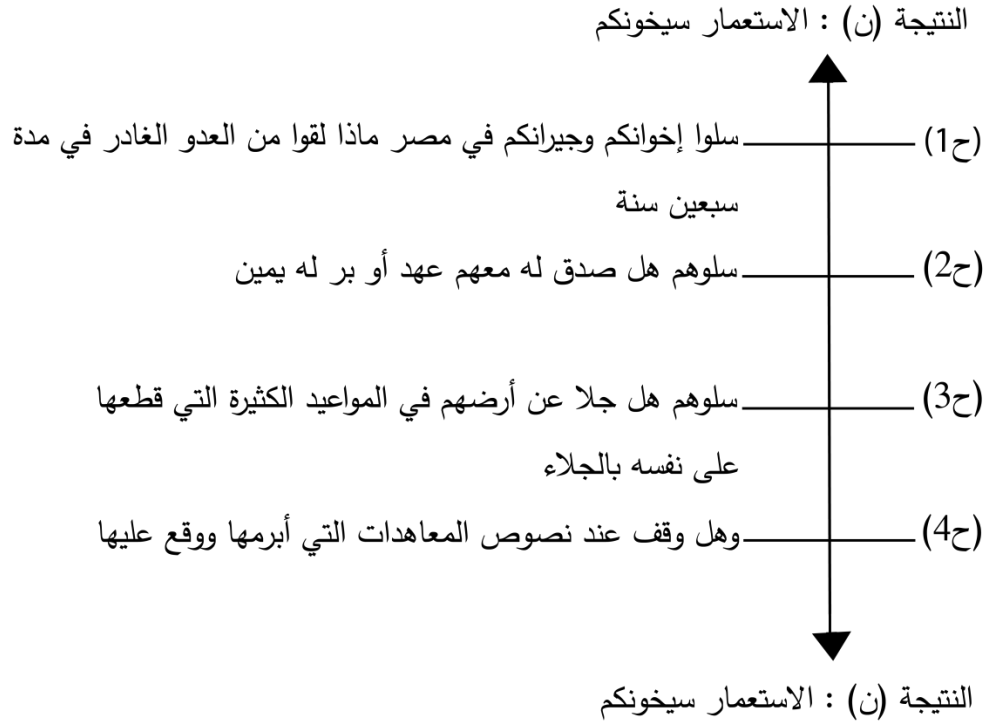 النتيجة (ن) : الاستعمار سيخونكم
(ح1) سلوا إخوانكم وجيرانكم في مصر ماذا لقوا من العدو الغادر في مدة
سبعين سنة
(ح2) سلوهم هل صدق له معهم عهد أو بر له يمين
(ح3) سلوهم هل جلا عن أرضهم في المواعيد الكثيرة التي قطعها
على نفسه بالجلاء
(ح4) وهل وقف عند نصوص المعاهدات التي أبرمها ووقع عليها
النتيجة (ن) : الاستعمار سيخونكم